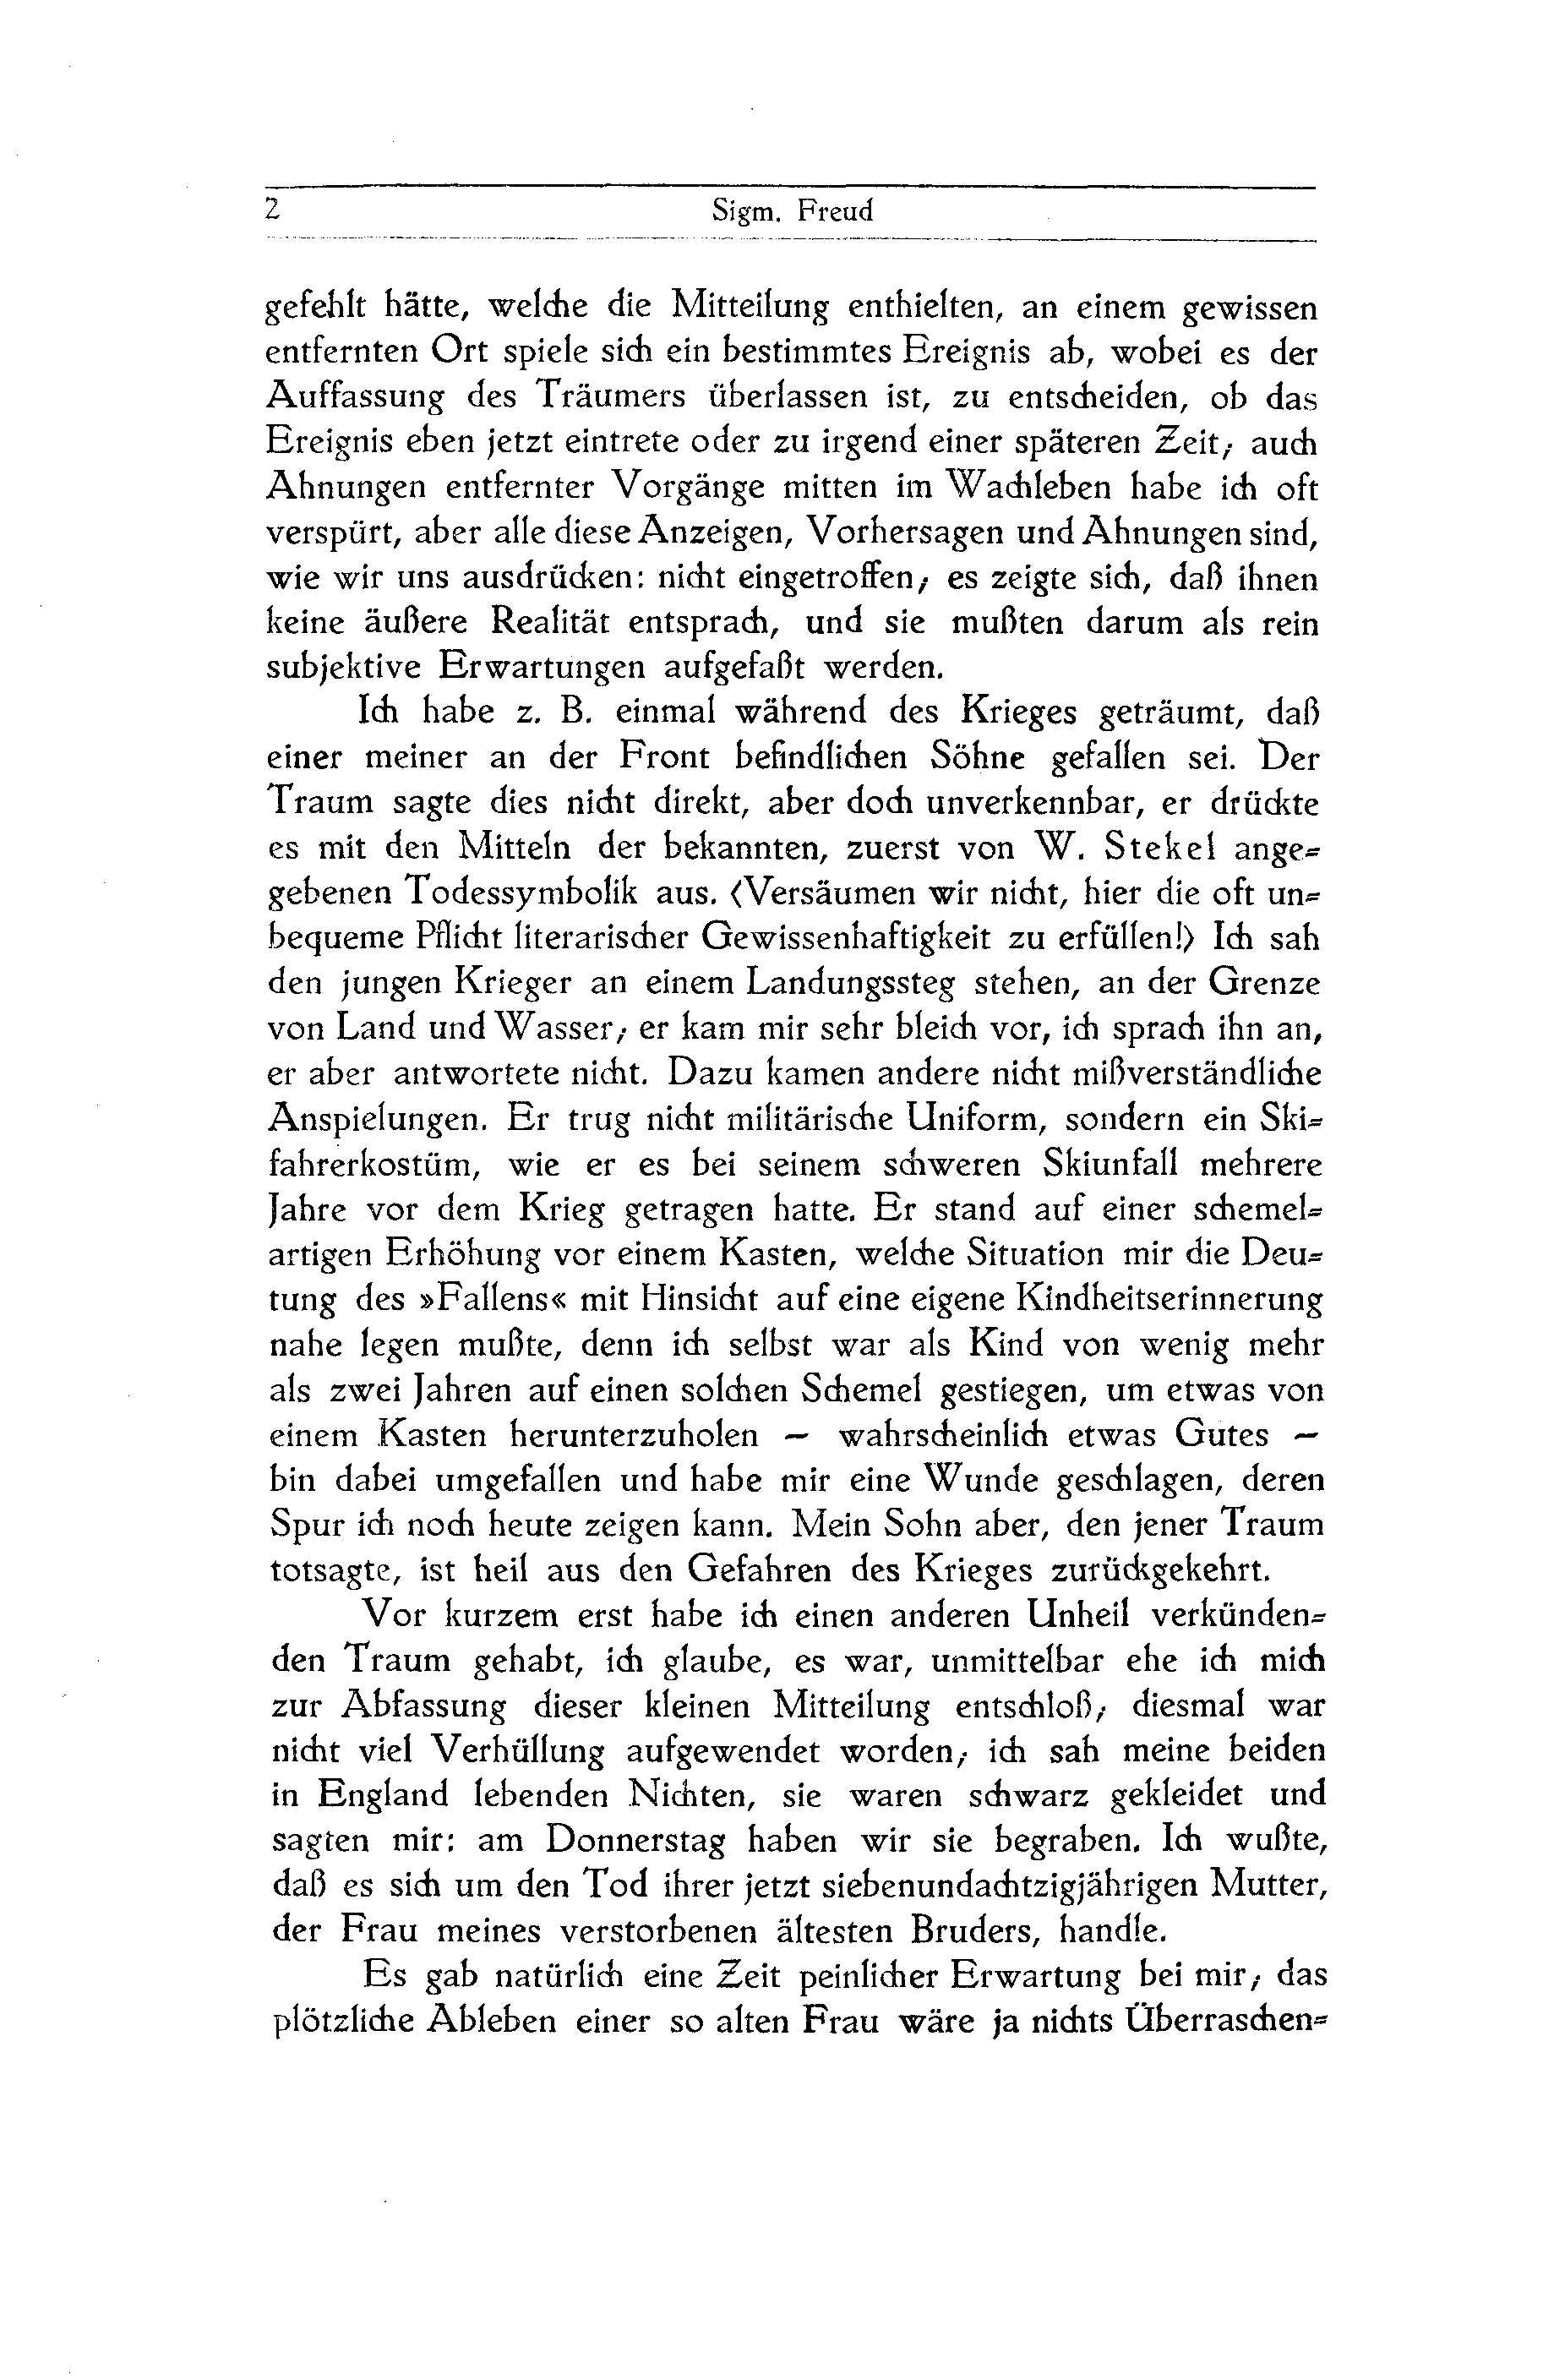 2
Sigm. Freud
gefehlt hätte, welche die Mitteilung enthielten, an einem gewissen
entfernten Ort spiele sich ein bestimmtes Ereignis ab, wobei es der
Auffassung des Träumers überlassen ist, zu entscheiden, ob das
Ereignis eben jetzt eintrete oder zu irgend einer späteren Zeit; auch
Ahnungen entfernter Vorgänge mitten im Wachleben habe ich oft
verspürt, aber alle diese Anzeigen, Vorhersagen und Ahnungen sind,
wie wir uns ausdrücken: nicht eingetroffen; es zeigte sich, daß ihnen
keine äußere Realität entsprach, und sie mußten darum als rein
subjektive Erwartungen aufgefaßt werden.
Ich habe z. B. einmal während des Krieges geträumt, daß
einer meiner an der Front befindlichen Söhne gefallen sei. Der
Traum sagte dies nicht direkt, aber doch unverkennbar, er drückte
es mit den Mitteln der bekannten, zuerst von W. Stekel ange-
gebenen Todessymbolik aus. (Versäumen wir nicht, hier die oft un-
bequeme Pflicht literarischer Gewissenhaftigkeit zu erfüllen!) Ich sah
den jungen Krieger an einem Landungssteg stehen, an der Grenze
von Land und Wasser; er kam mir sehr bleich vor, ich sprach ihn an,
er aber antwortete nicht. Dazu kamen andere nicht mißverständliche
Anspielungen. Er trug nicht militärische Uniform, sondern ein Ski-
fahrerkostüm, wie er es bei seinem schweren Skiunfall mehrere
Jahre vor dem Krieg getragen hatte. Er stand auf einer schemel-
artigen Erhöhung vor einem Kasten, welche Situation mir die Deu-
tung des »Fallens« mit Hinsicht auf eine eigene Kindheitserinnerung
nahe legen mußte, denn ich selbst war als Kind von wenig mehr
als zwei Jahren auf einen solchen Schemel gestiegen, um etwas von
einem Kasten herunterzuholen – wahrscheinlich etwas Gutes –
bin dabei umgefallen und habe mir eine Wunde geschlagen, deren
Spur ich noch heute zeigen kann. Mein Sohn aber, den jener Traum
totsagte, ist heil aus den Gefahren des Krieges zurückgekehrt.
Vor kurzem erst habe ich einen anderen Unheil verkünden-
den Traum gehabt, ich glaube, es war, unmittelbar ehe ich mich
zur Abfassung dieser kleinen Mitteilung entschloß; diesmal war
nicht viel Verhüllung aufgewendet worden; ich sah meine beiden
in England lebenden Nichten, sie waren schwarz gekleidet und
sagten mir: am Donnerstag haben wir sie begraben. Ich wußte,
daß es sich um den Tod ihrer jetzt siebenundachtzigjährigen Mutter,
der Frau meines verstorbenen ältesten Bruders, handle.
Es gab natürlich eine Zeit peinlicher Erwartung bei mir; das
plötzliche Ableben einer so alten Frau wäre ja nichts Überraschen-